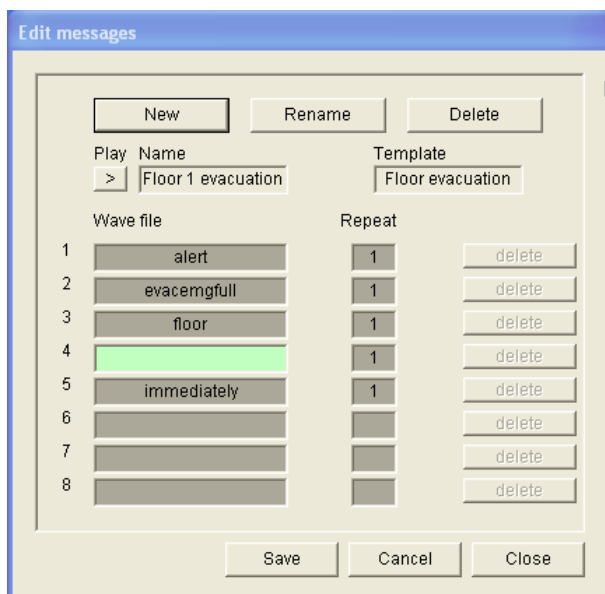 Edit messages
New Rename Delete
Play Name Template
> Floor 1 evacuation Floor evacuation
Wave file Repeat
1 alert 1 delete
2 evacemgfull 1 delete
3 floor 1 delete
4 1 delete
5 immediately 1 delete
6 delete
7 delete
8 delete
Save Cancel Close